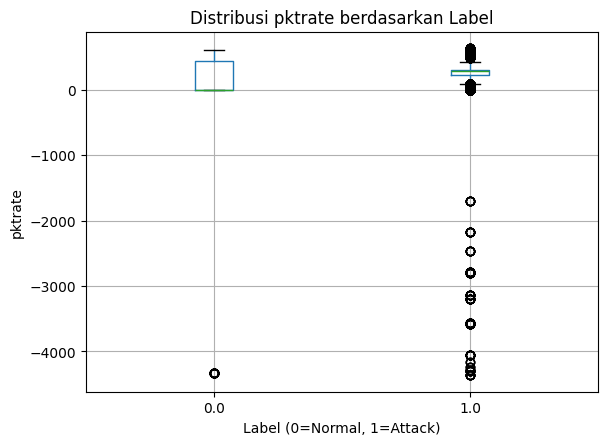 Distribusi pktrate berdasarkan Label
pktrate
0
−1000
−2000
−3000
−4000
0.0
1.0
Label (0=Normal, 1=Attack)